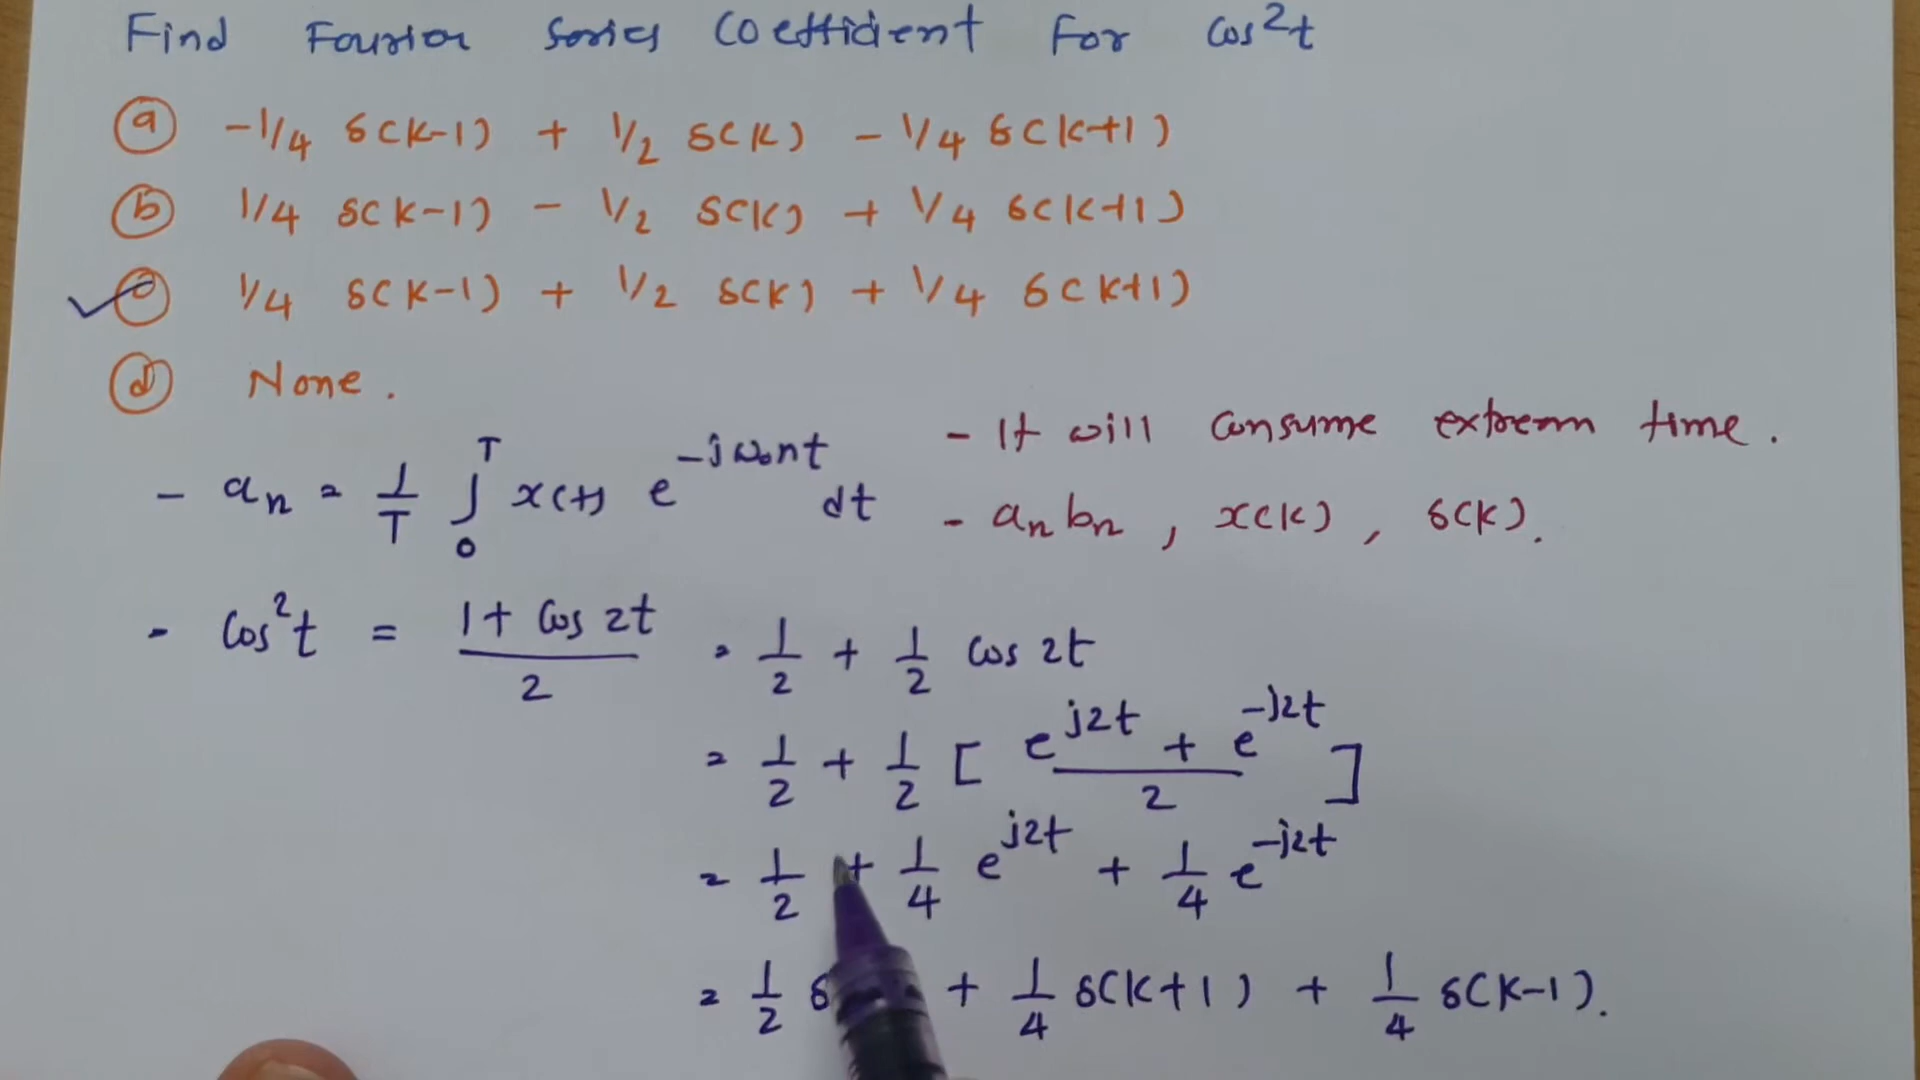 Find Fourier Series Coefficient For Cos²t
(a) -1/4 δ(k-1) + 1/2 δ(k) - 1/4 δ(k+1)
(b) 1/4 δ(k-1) - 1/2 δ(k) + 1/4 δ(k+1)
(c) 1/4 δ(k-1) + 1/2 δ(k) + 1/4 δ(k+1)
(d) None.
- It will consume extrem time.
- aₙ = 1/T ∫₀ᵀ x(t) e^(-jω₀nt) dt
- aₙ bₙ, x(k), δ(k).
- Cos²t = (1 + Cos 2t)/2 = 1/2 + 1/2 Cos 2t
= 1/2 + 1/2 [ (e^(j2t) + e^(-j2t))/2 ]
= 1/2 + 1/4 e^(j2t) + 1/4 e^(-j2t)
= 1/2 δ + 1/4 δ(k+1) + 1/4 δ(k-1).